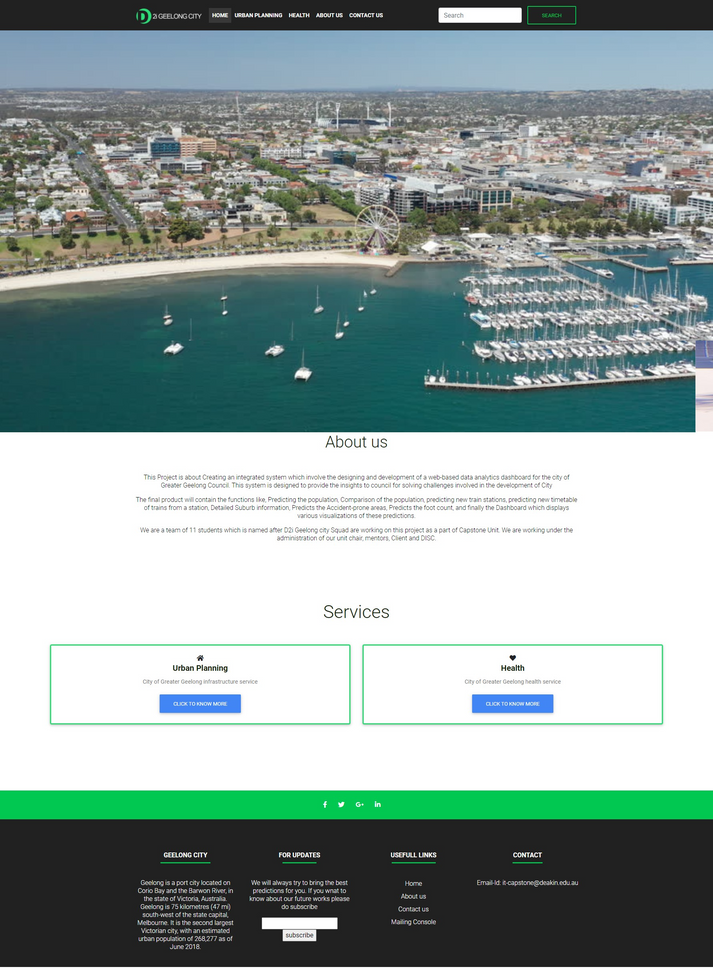 D 2i GEELONG CITY HOME URBAN PLANNING HEALTH ABOUT US CONTACT US Search SEARCH
About us
This Project is about Creating an integrated system which involve the designing and development of a web-based data analytics dashboard for the city of
Greater Geelong Council. This system is designed to provide the insights to council for solving challenges involved in the development of City
The final product will contain the functions like, Predicting the population, Comparison of the population, predicting new train stations, predicting new timetable
of trains from a station, Detailed Suburb information, Predicts the Accident-prone areas, Predicts the foot count, and finally the Dashboard which displays
various visualizations of these predictions.
We are a team of 11 students which is named after D2i Geelong city Squad are working on this project as a part of Capstone Unit. We are working under the
administration of our unit chair, mentors, Client and DISC.
Services
Urban Planning
City of Greater Geelong infrastructure service
CLICK TO KNOW MORE
Health
City of Greater Geelong health service
CLICK TO KNOW MORE
GEELONG CITY
Geelong is a port city located on
Corio Bay and the Barwon River, in
the state of Victoria, Australia.
Geelong is 75 kilometres (47 mi)
south-west of the state capital,
Melbourne. It is the second largest
Victorian city, with an estimated
urban population of 268,277 as of
June 2018.
FOR UPDATES
We will always try to bring the best
predictions for you. If you wnat to
know about our future works please
do subscribe
subscribe
USEFULL LINKS
Home
About us
Contact us
Mailing Console
CONTACT
Email-Id: it-capstone@deakin.edu.au